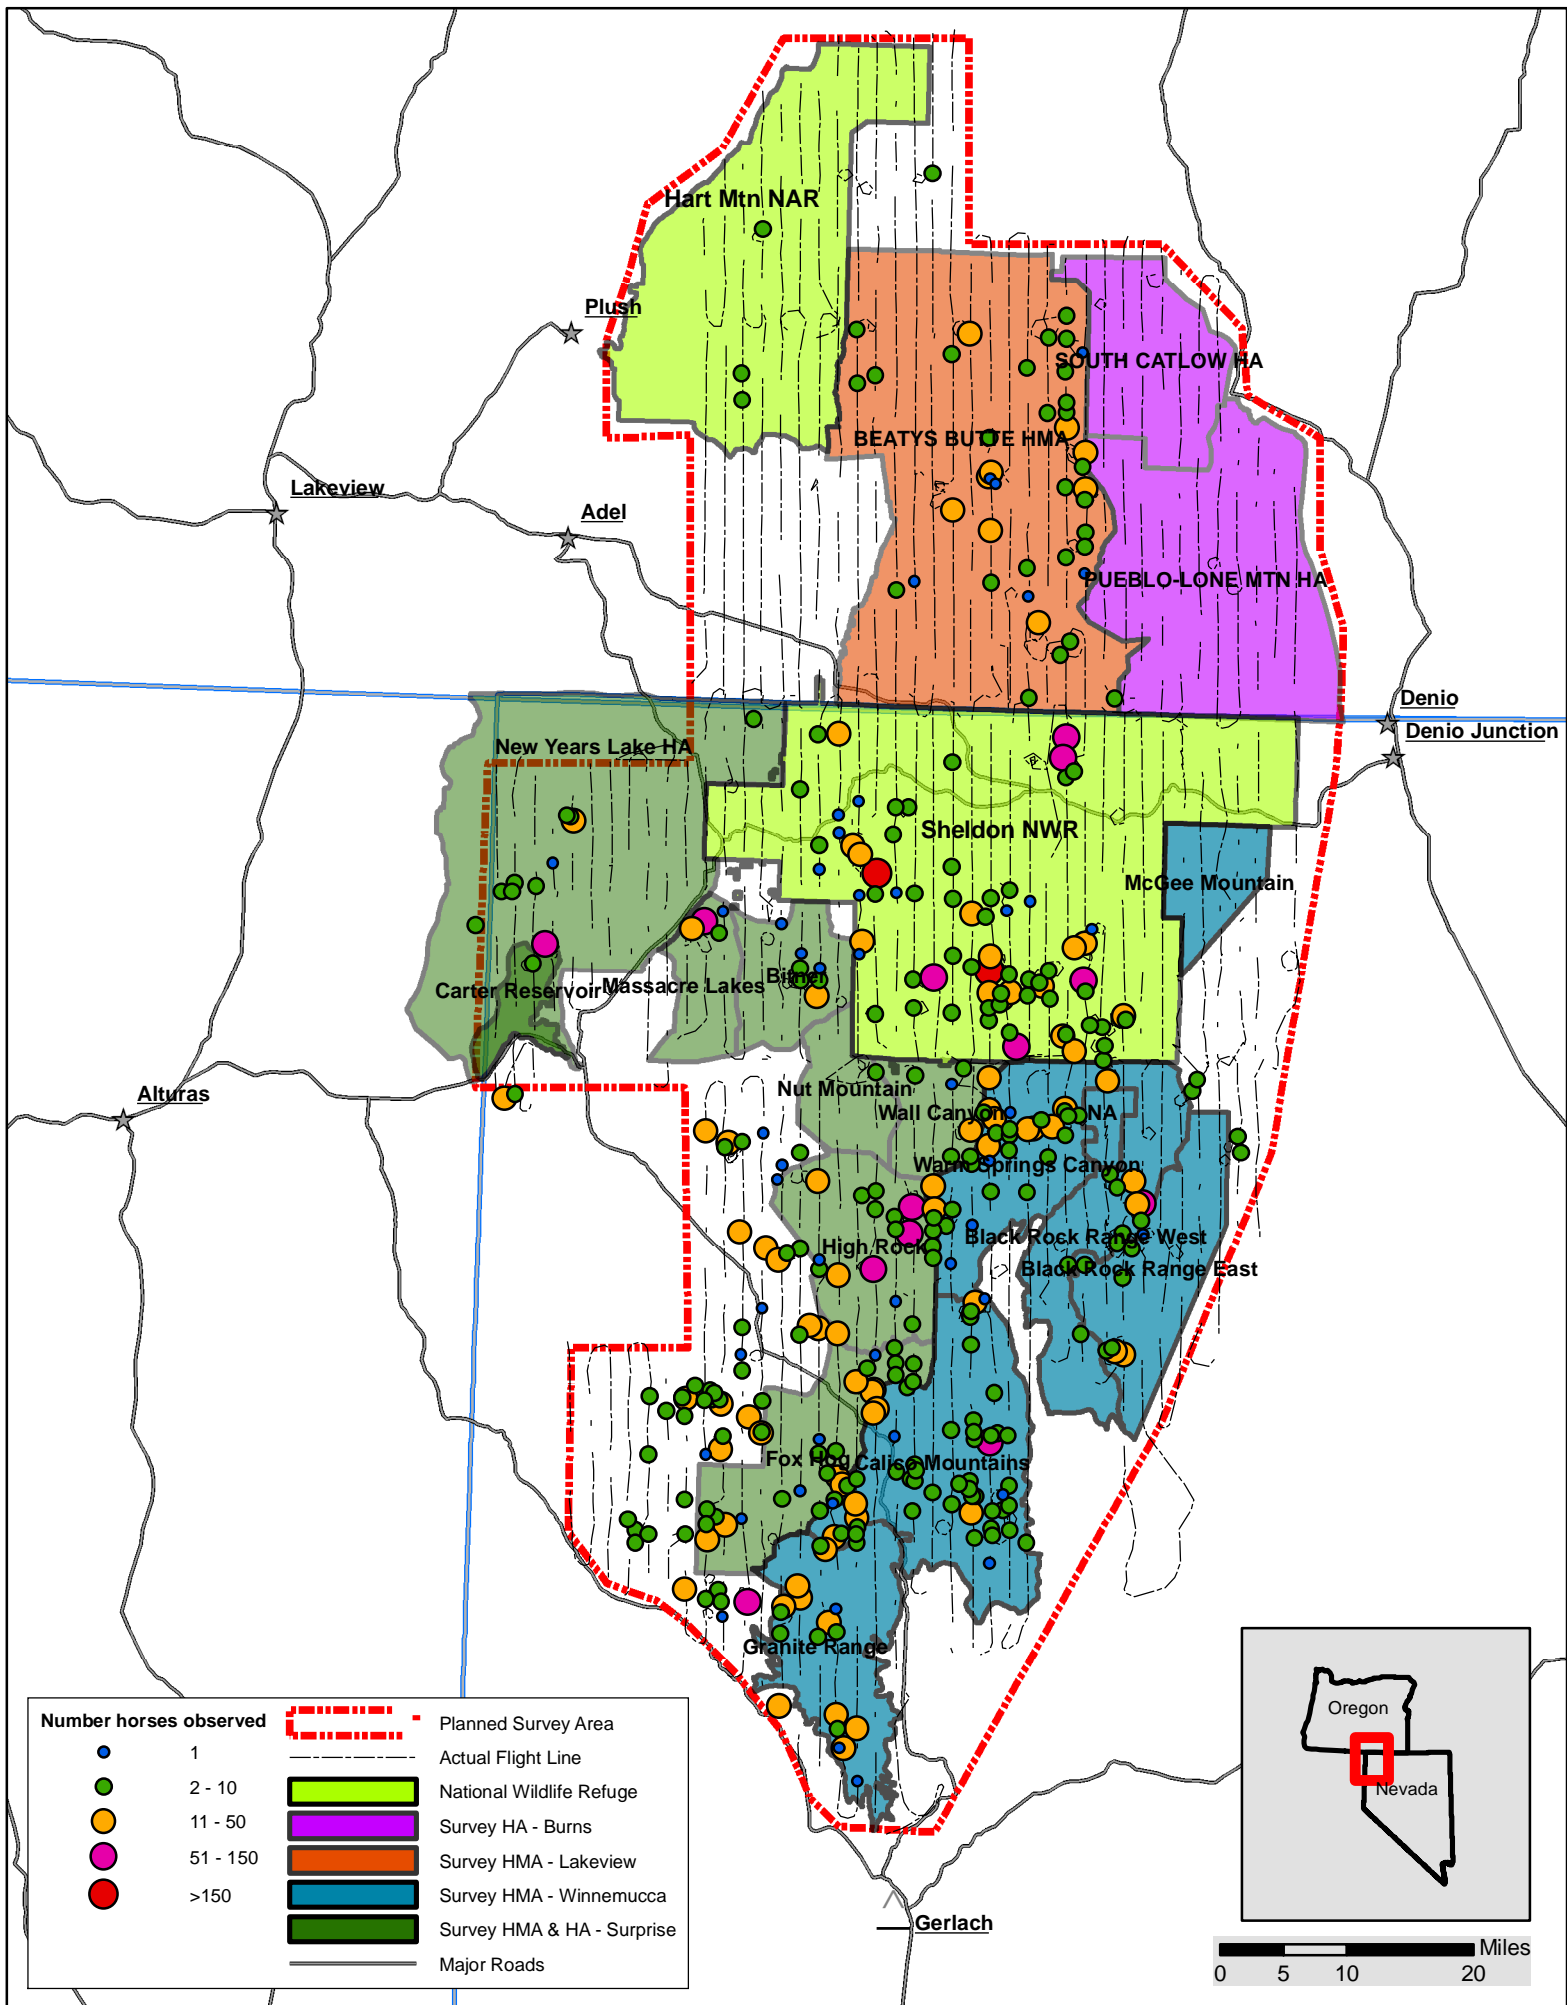 Hart Mtn NAR
Plush
SOUTH CATLOW HA
BEATYS BUTTE HMA
Lakeview
Adel
PUEBLO-LONE MTN HA
Denio
Denio Junction
New Years Lake HA
Sheldon NWR
McGee Mountain
Bitner
Massacre Lakes
Carter Reservoir
Nut Mountain
Alturas
Wall Canyon
NA
Warm Springs Canyon
Black Rock Range West
High Rock
Black Rock Range East
Fox Hog
Calico Mountains
Granite Range
Gerlach
Number horses observed
1
2 - 10
11 - 50
51 - 150
>150
Planned Survey Area
Actual Flight Line
National Wildlife Refuge
Survey HA - Burns
Survey HMA - Lakeview
Survey HMA - Winnemucca
Survey HMA & HA - Surprise
Major Roads
Oregon
Nevada
Miles
0 5 10 20